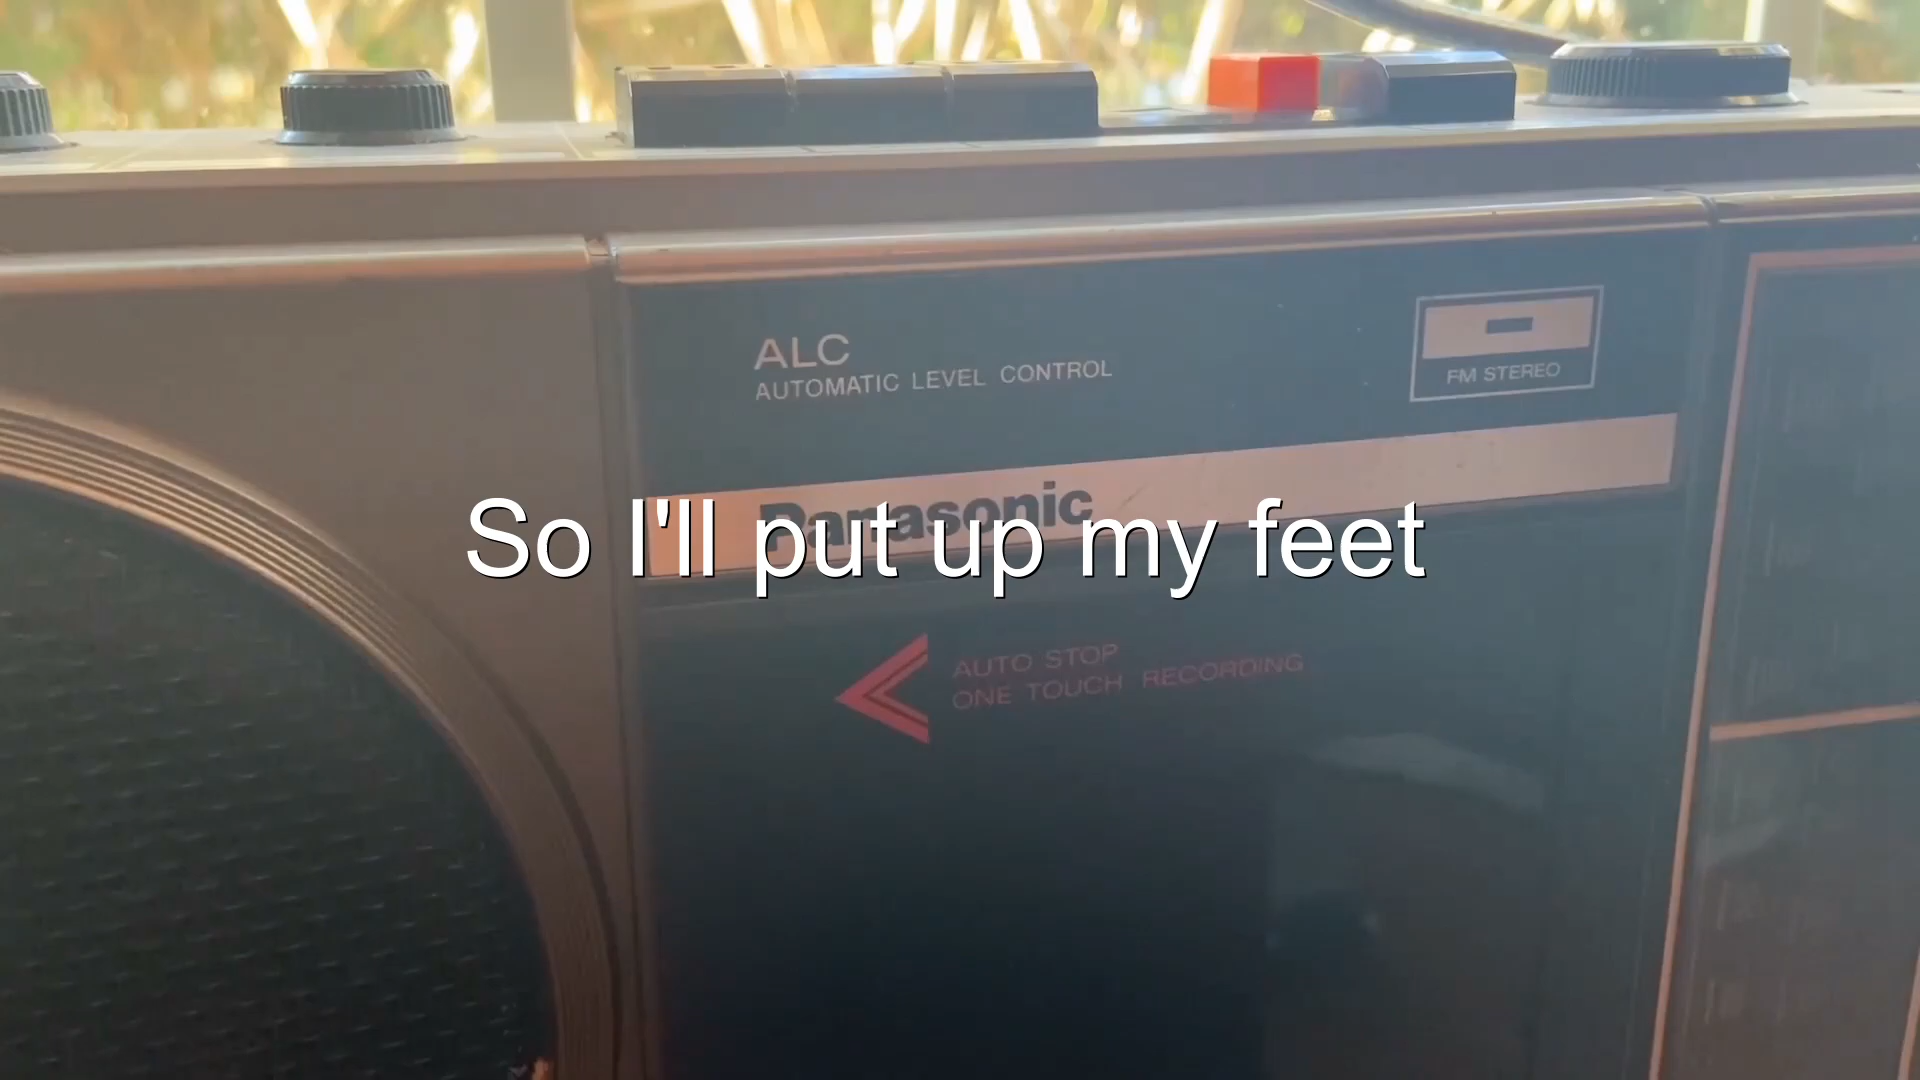 ALC
AUTOMATIC LEVEL CONTROL
FM STEREO
Panasonic
So I'll put up my feet
AUTO STOP
ONE TOUCH RECORDING